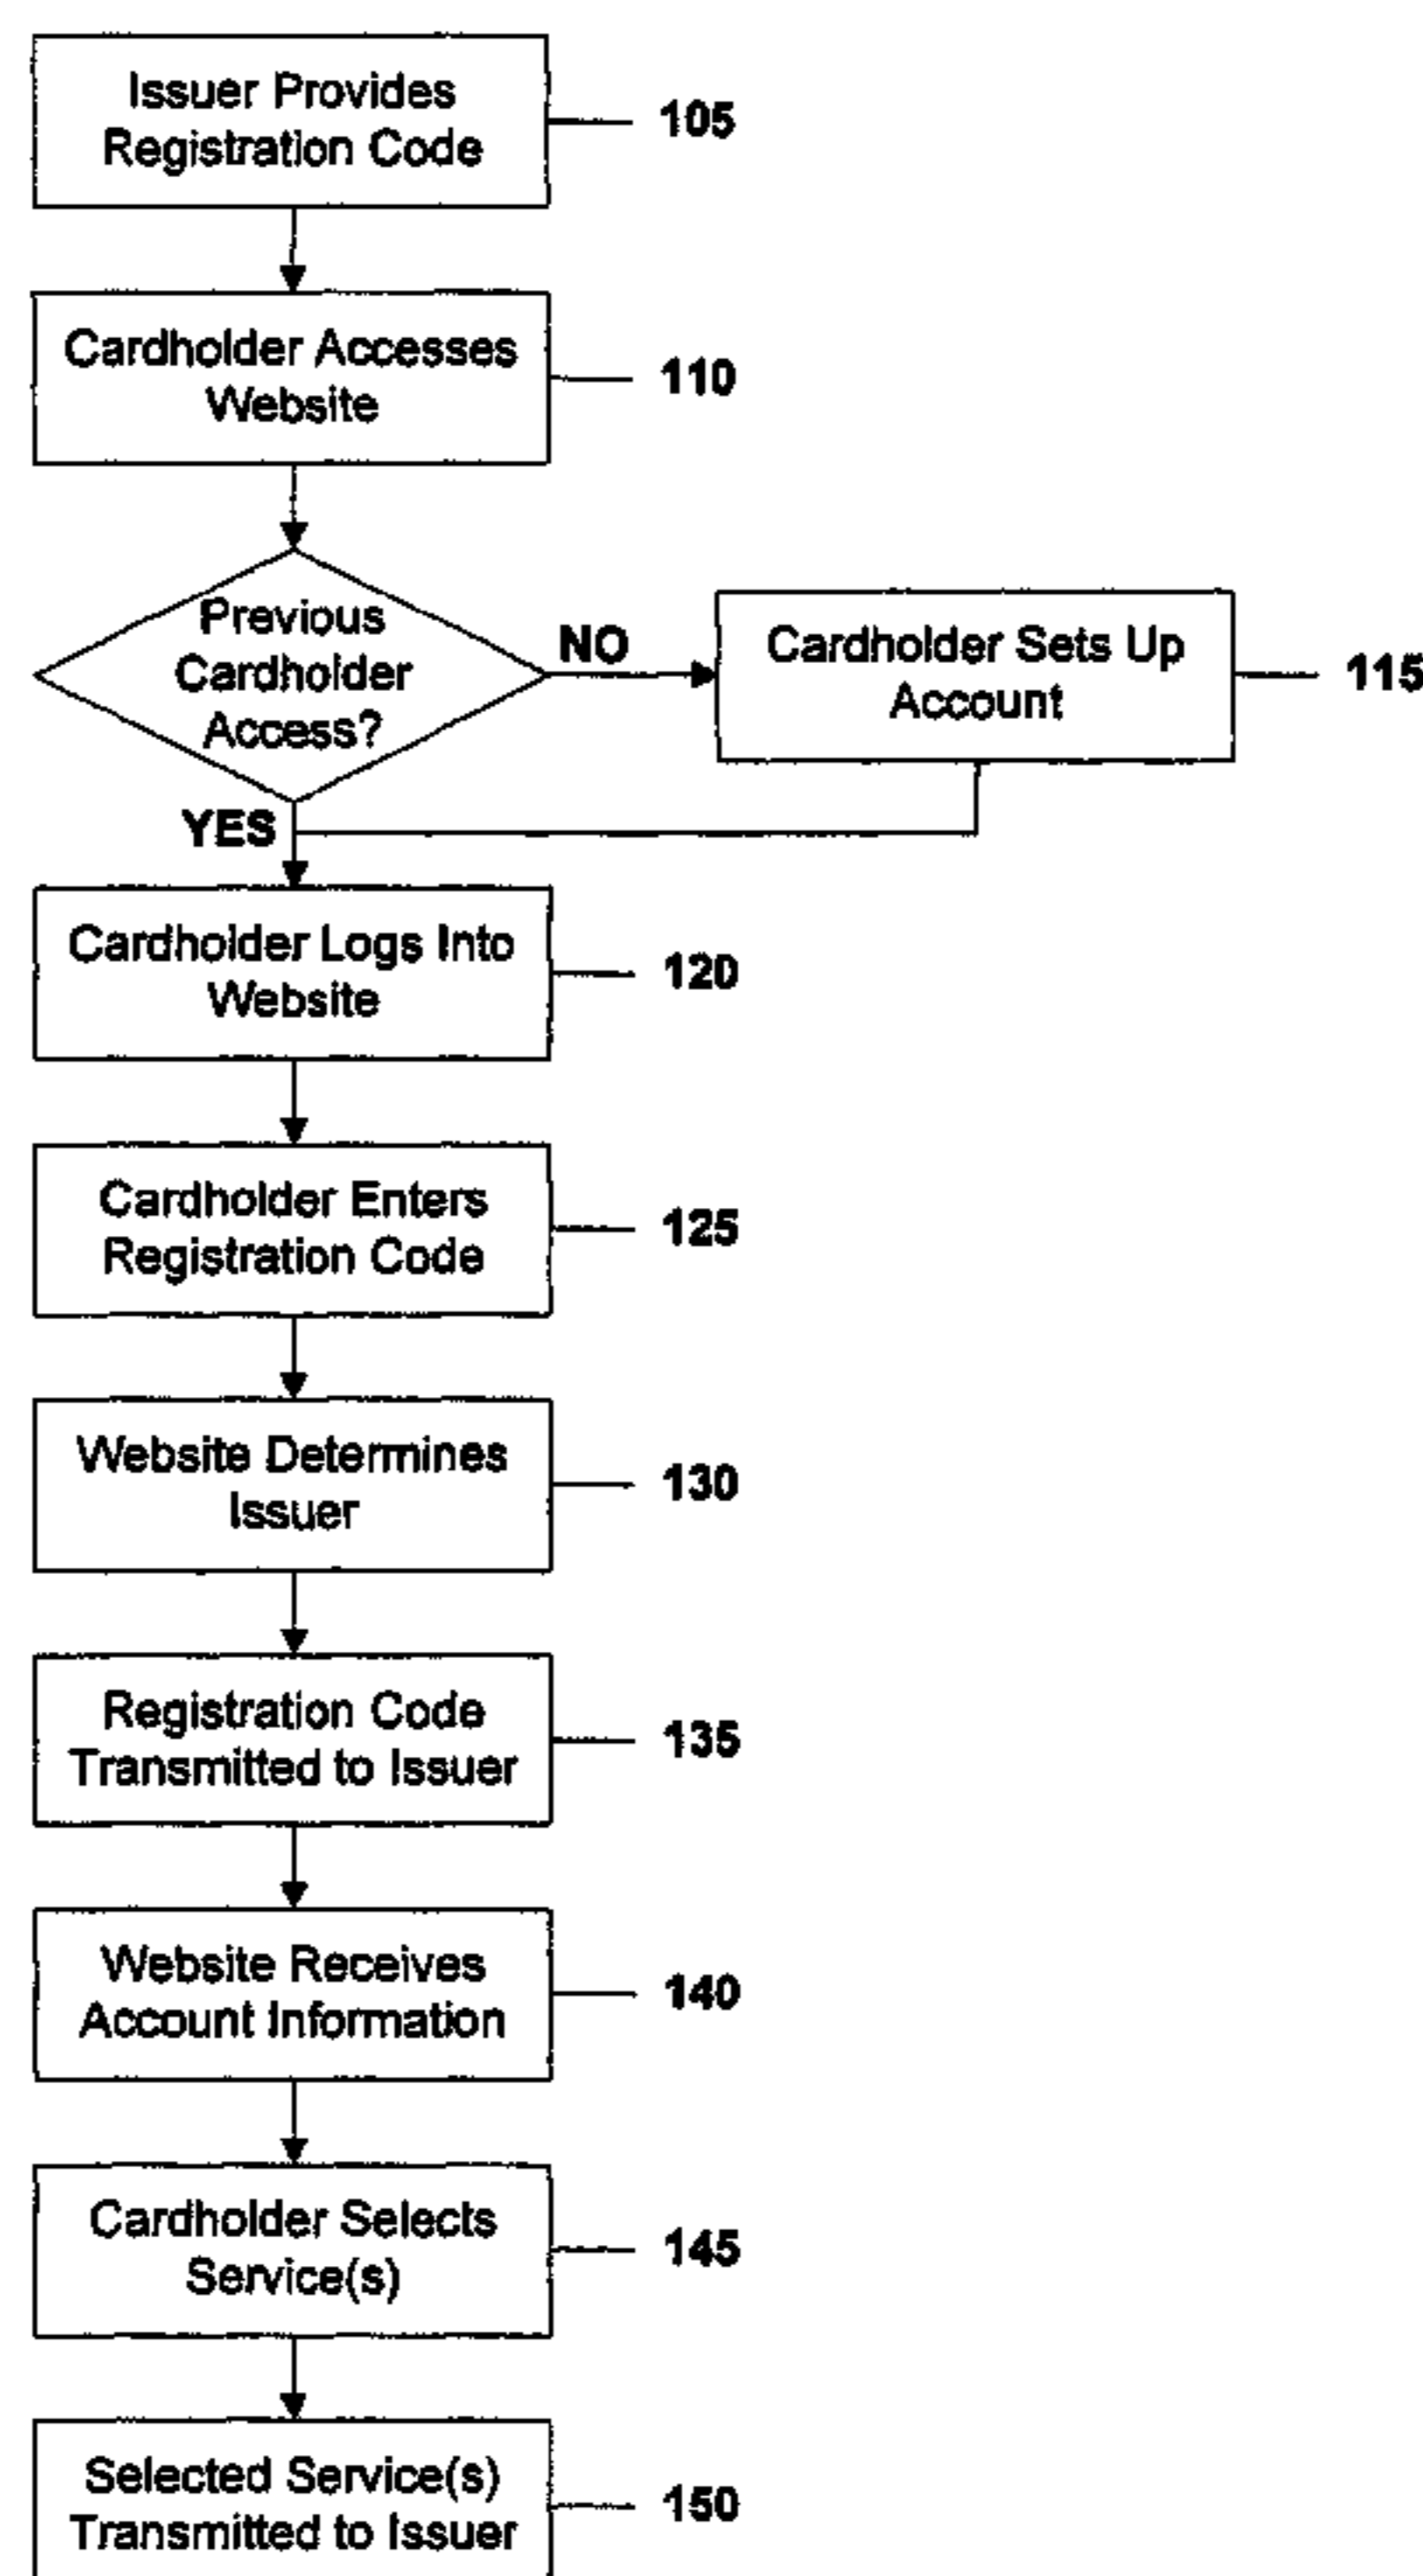 Issuer Provides
Registration Code
105
Cardholder Accesses
Website
110
Previous
Cardholder
Access?
NO
Cardholder Sets Up
Account
115
YES
Cardholder Logs Into
Website
120
Cardholder Enters
Registration Code
125
Website Determines
Issuer
130
Registration Code
Transmitted to Issuer
135
Website Receives
Account Information
140
Cardholder Selects
Service(s)
145
Selected Service(s)
Transmitted to Issuer
150